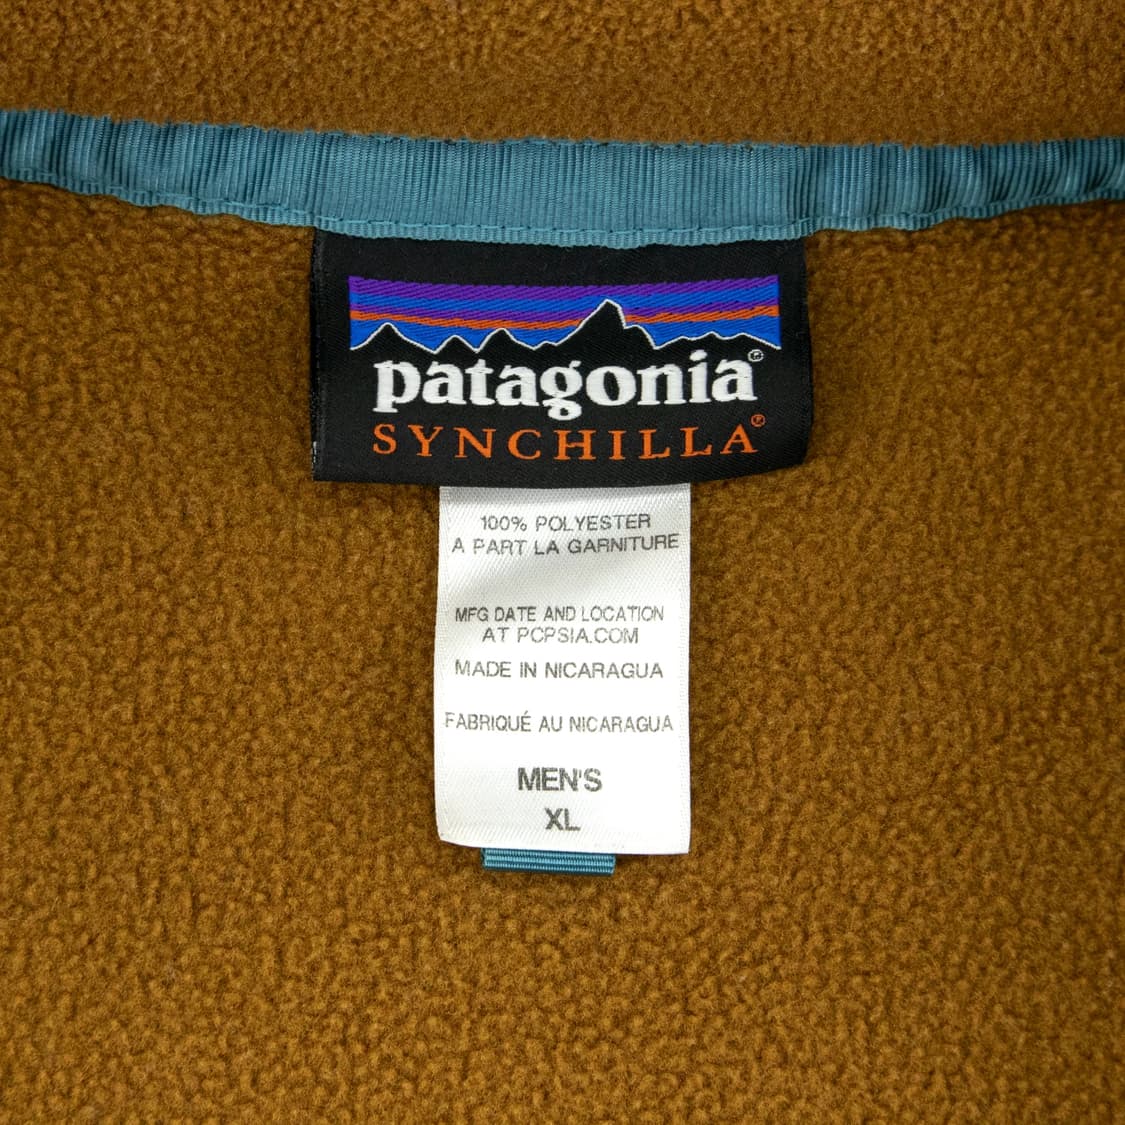 patagonia®
SYNCHILLA®
100% POLYESTER
A PART LA GARNITURE
MFG DATE AND LOCATION
AT PCPSIA.COM
MADE IN NICARAGUA
FABRIQUÉ AU NICARAGUA
MEN'S
XL